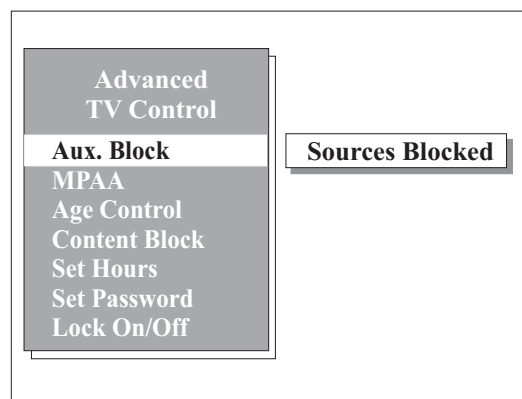 Advanced
TV Control
Aux. Block
MPAA
Age Control
Content Block
Set Hours
Set Password
Lock On/Off
Sources Blocked